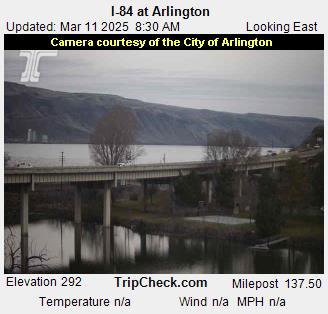 I-84 at Arlington
Updated: Mar 11 2025 8:30 AM Looking East
Camera courtesy of the City of Arlington
Elevation 292 TripCheck.com Milepost 137.50
Temperature n/a Wind n/a MPH n/a